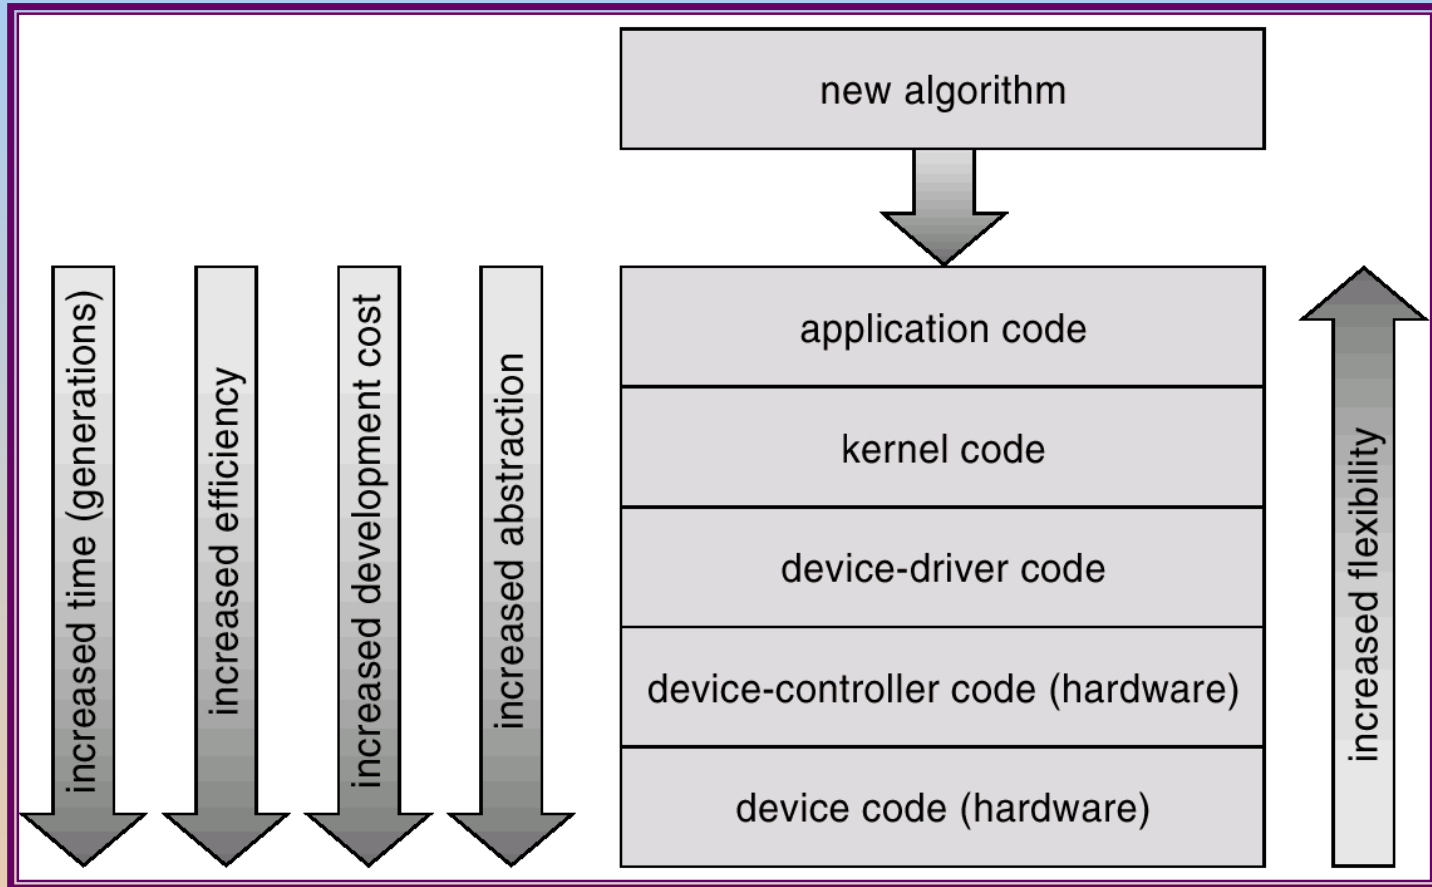 new algorithm
increased time (generations)
increased efficiency
increased development cost
increased abstraction
application code
kernel code
device-driver code
device-controller code (hardware)
device code (hardware)
increased flexibility